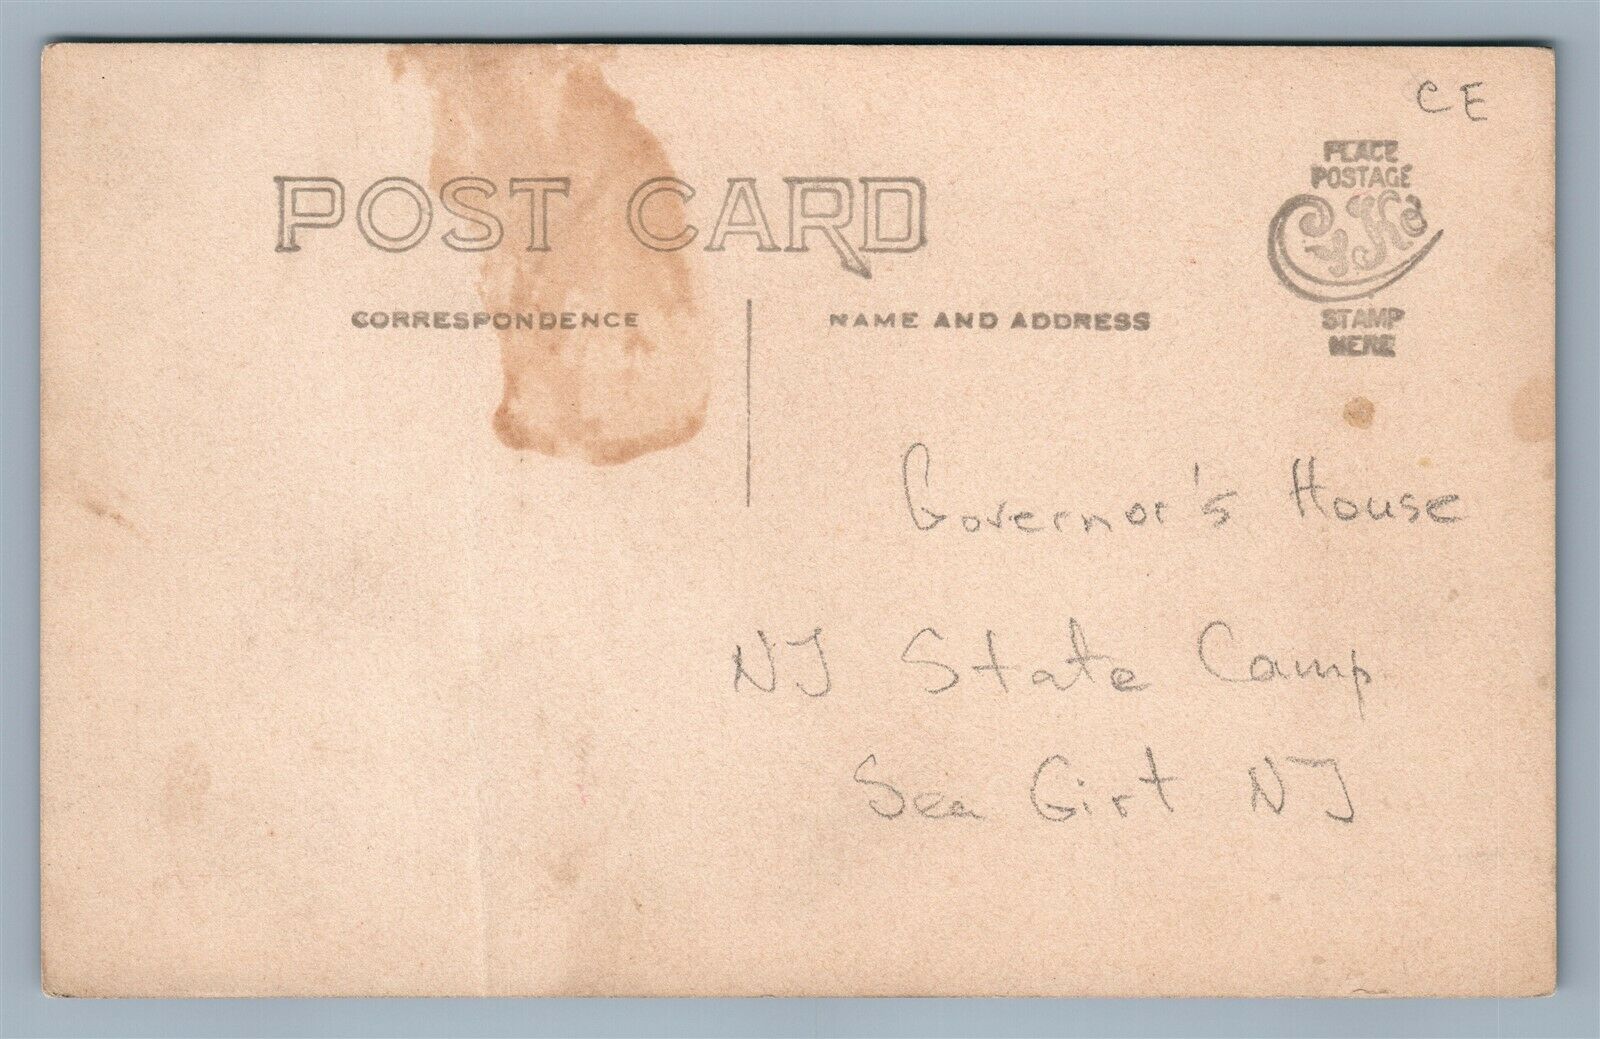 CE
PLACE
POSTAGE
CYKO
STAMP
HERE
POST CARD
CORRESPONDENCE
NAME AND ADDRESS
Governor's House
NJ State Camp
Sea Girt NJ